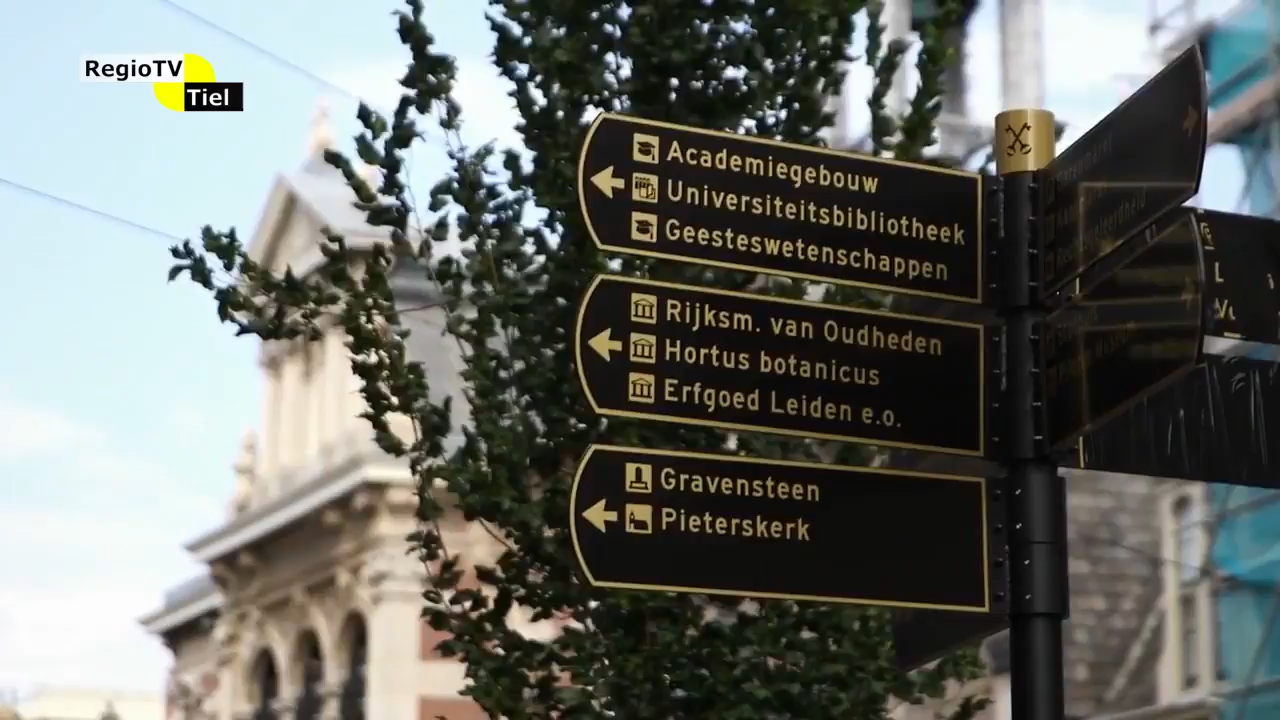 RegioTV
Tiel
Academiegebouw
Universiteitsbibliotheek
Geesteswetenschappen
Rijksm. van Oudheden
Hortus botanicus
Erfgoed Leiden e.o.
Gravensteen
Pieterskerk